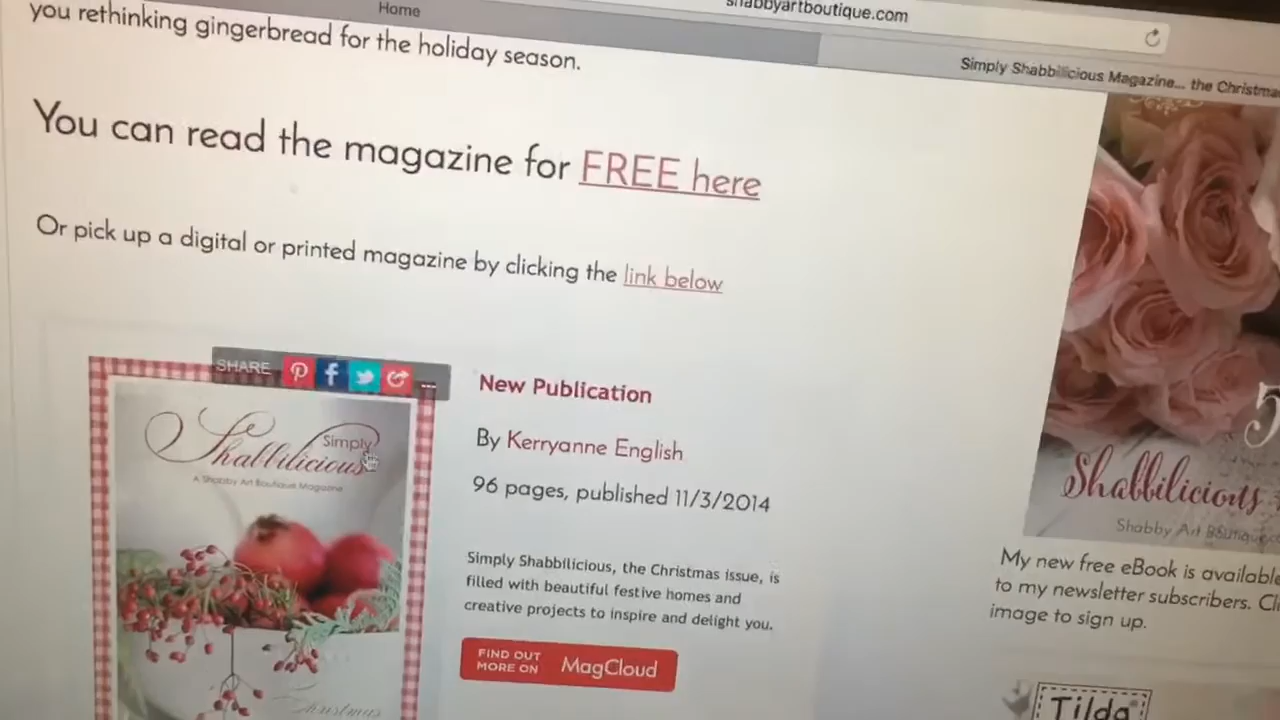 Home
shabbyartboutique.com
Simply Shabbilicious Magazine... the Christma
you rethinking gingerbread for the holiday season.
You can read the magazine for FREE here
Or pick up a digital or printed magazine by clicking the link below
SHARE
Simply
Shabbilicious
A Shabby Art Boutique Magazine
Christmas
New Publication
By Kerryanne English
96 pages, published 11/3/2014
Simply Shabbilicious, the Christmas issue, is
filled with beautiful festive homes and
creative projects to inspire and delight you.
FIND OUT
MORE ON
MagCloud
5
Shabbilicious
Shabby Art Boutique.c
My new free eBook is available
to my newsletter subscribers. Cl
image to sign up.
Tilda